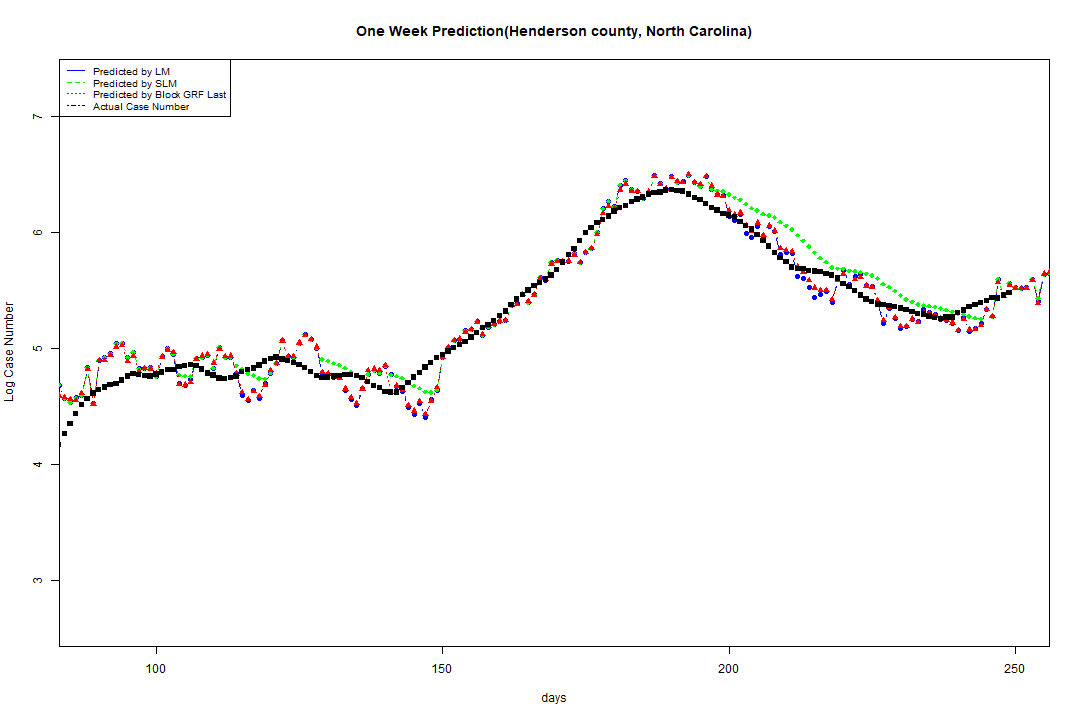 One Week Prediction(Henderson county, North Carolina)
Predicted by LM
Predicted by SLM
Predicted by Block GRF Last
Actual Case Number
7
6
5
4
3
Log Case Number
100 150 200 250
days